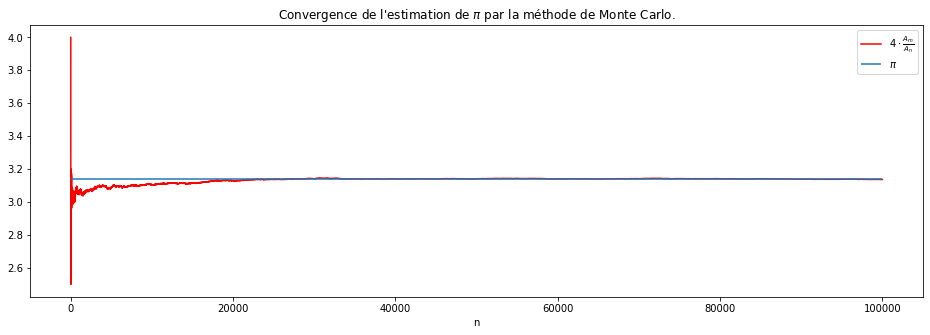 Convergence de l'estimation de π par la méthode de Monte Carlo.
4.0
3.8
3.6
3.4
3.2
3.0
2.8
2.6
4 · A_m/A_n
π
0 20000 40000 60000 80000 100000
n